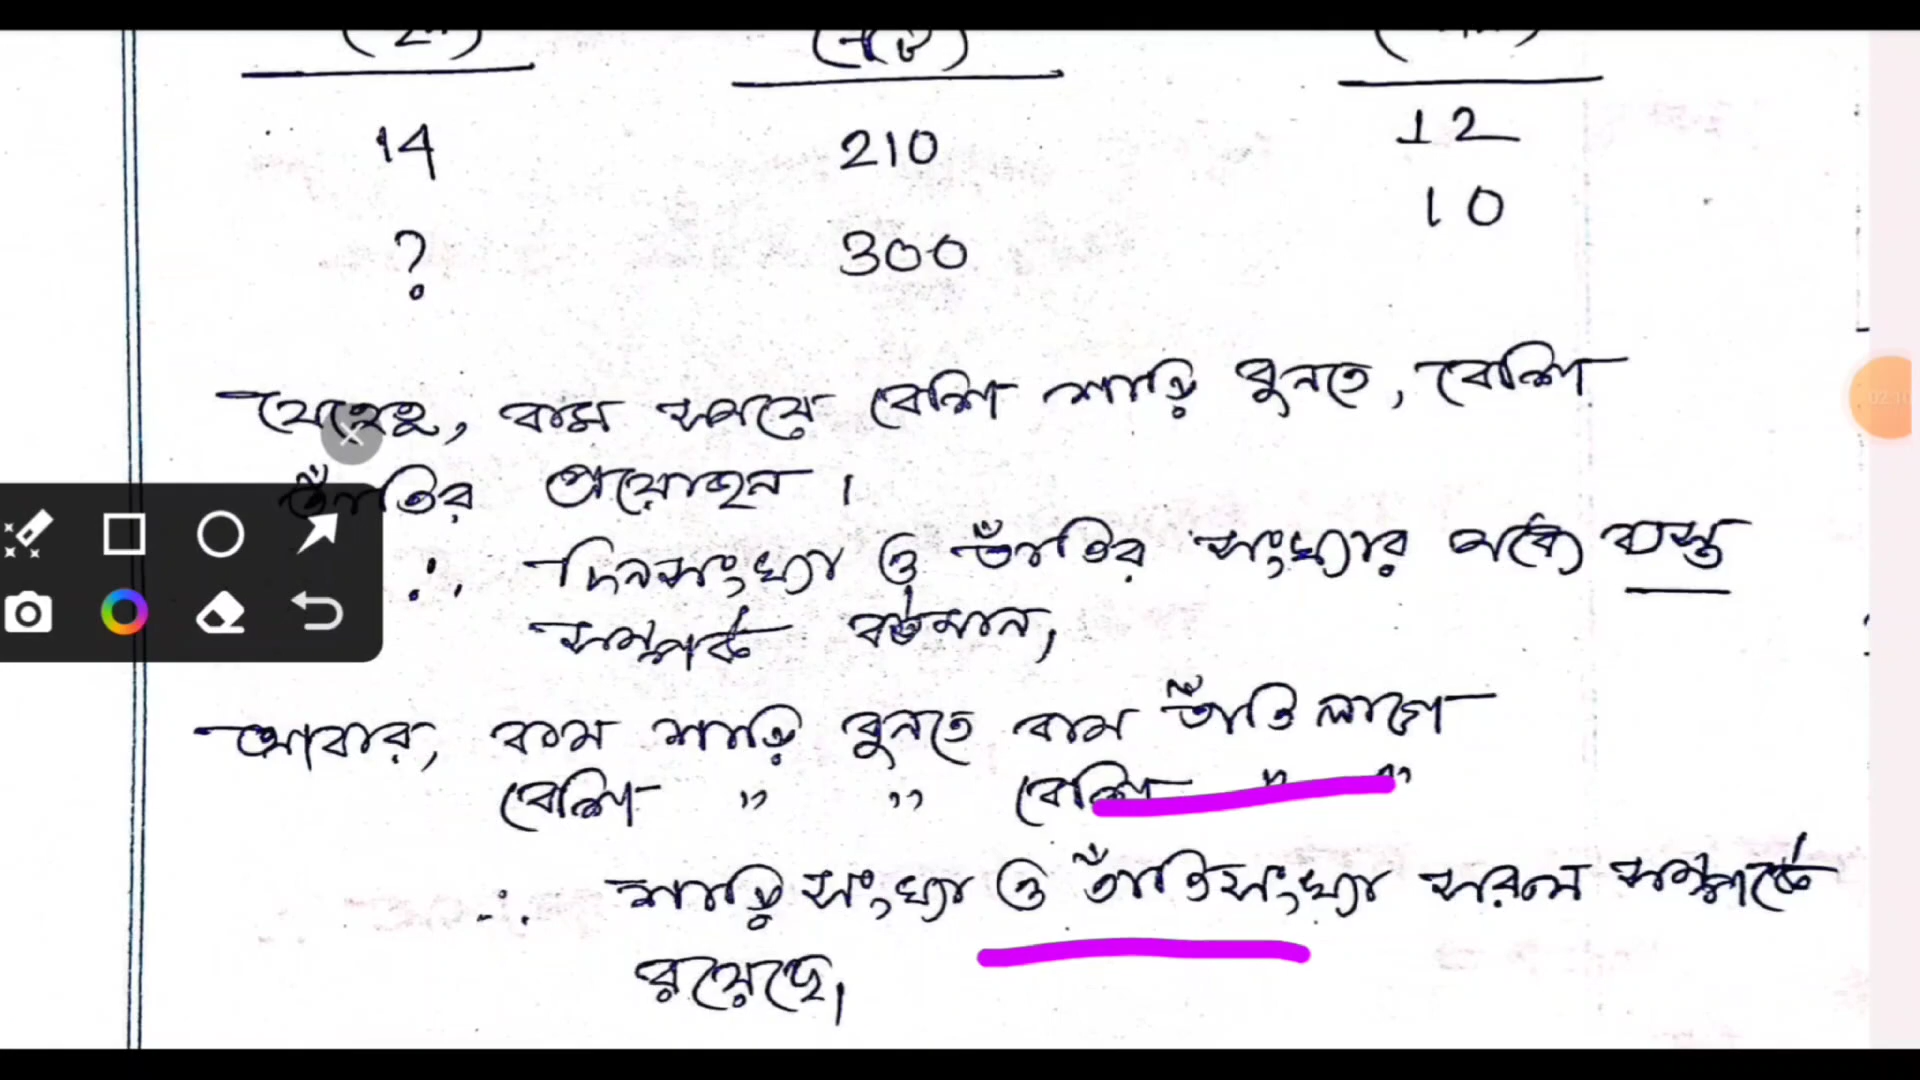 14 210 12
? 300 10
যেহেতু, কম সময়ে বেশি শাড়ি বুনতে, বেশি
তাঁতির প্রয়োজন ।
∴ দিনসংখ্যা ও তাঁতির সংখ্যার মধ্যে ব্যস্ত
সম্পর্ক বর্তমান,
আবার, কম শাড়ি বুনতে কম তাঁতি লাগে
বেশি " " বেশি " "
∴ শাড়ি সংখ্যা ও তাঁতিসংখ্যা সরল সম্পর্কে
রয়েছে,